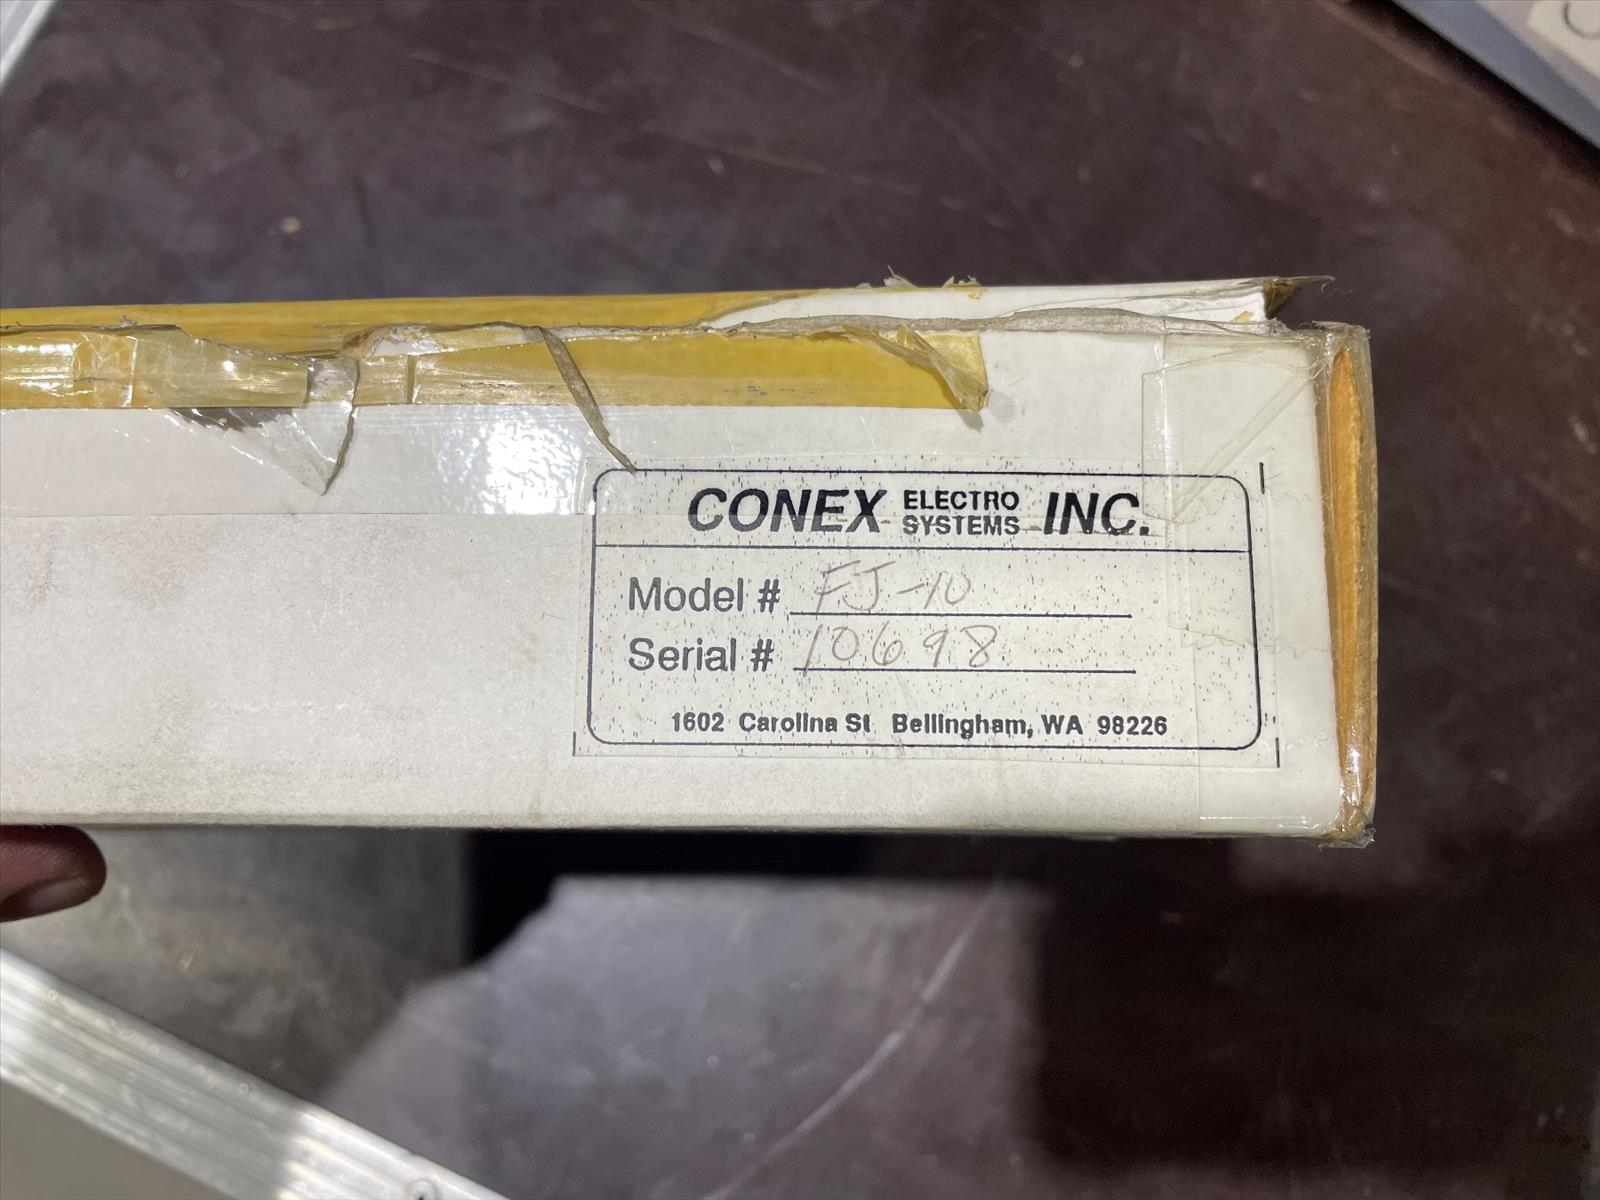 CONEX ELECTRO SYSTEMS INC.
Model # FJ-10
Serial # 10698
1602 Carolina St Bellingham, WA 98226